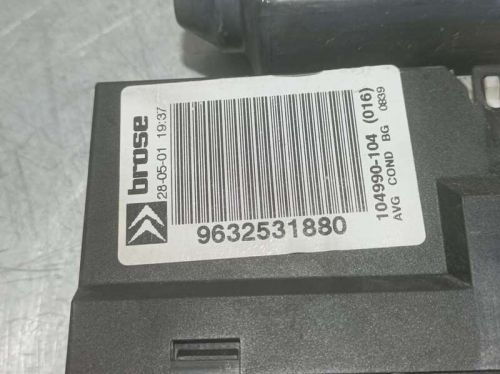 brose
28-05-01 19:37
9632531880
104990-104 (016)
AVG COND BG 0839